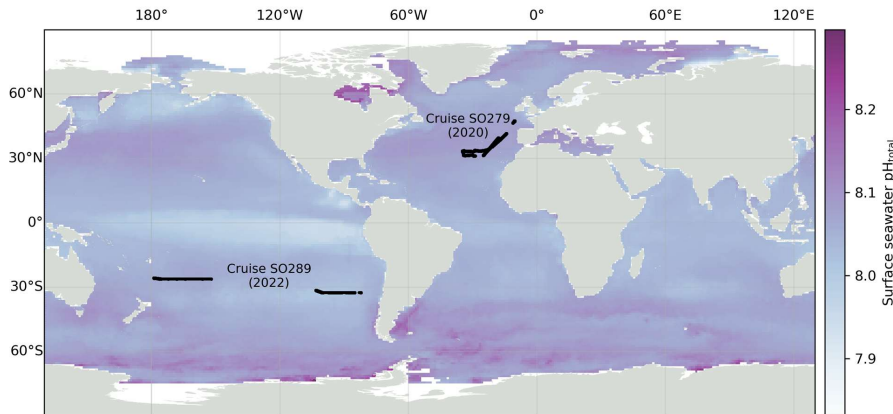 180° 120°W 60°W 0° 60°E 120°E
60°N
Cruise SO279
(2020)
30°N
0°
Cruise SO289
(2022)
30°S
60°S
8.2
8.1
8.0
7.9
Surface seawater pHtotal